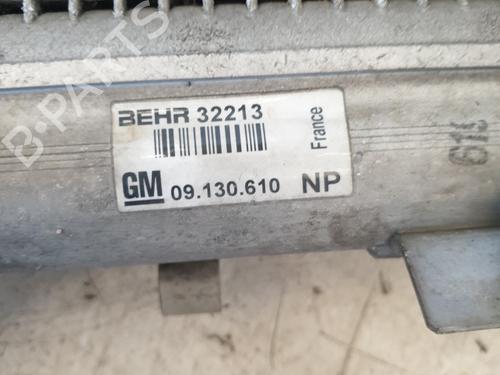 BEHR 32213
France
GM 09.130.610 NP
B-PARTS